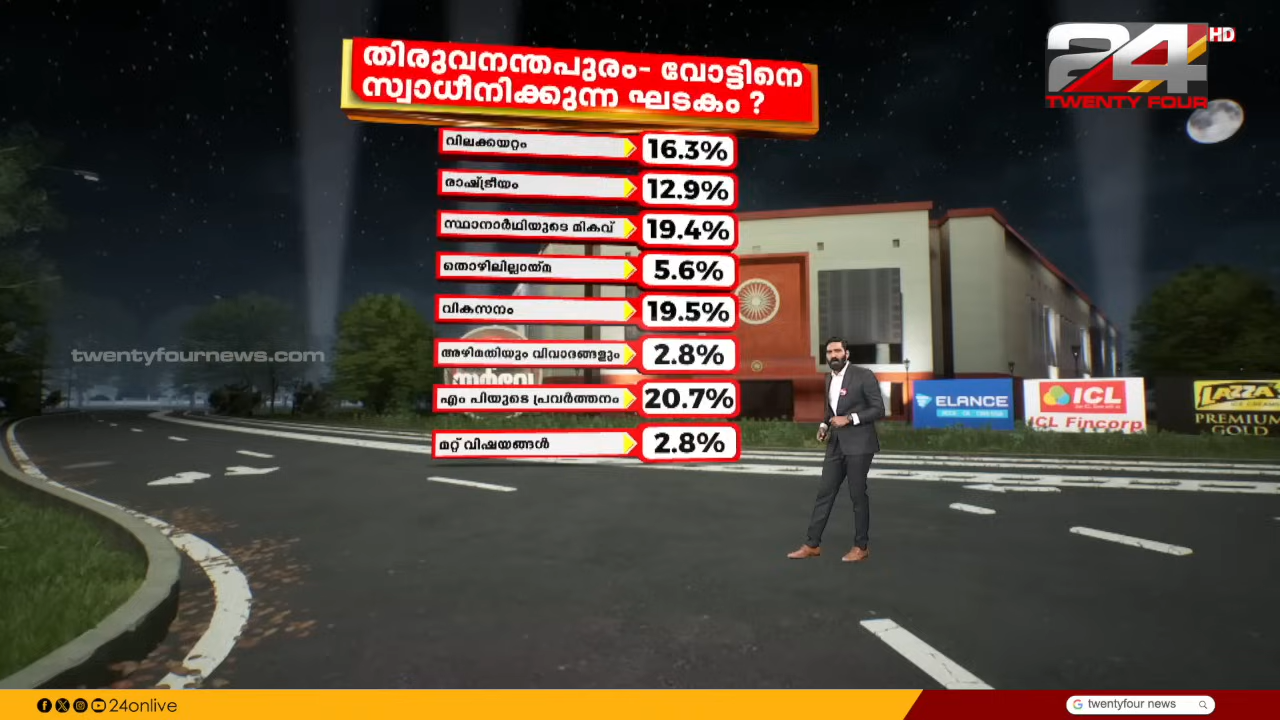 24 HD
TWENTY FOUR
തിരുവനന്തപുരം- വോട്ടിനെ
സ്വാധീനിക്കുന്ന ഘടകം ?
വിലക്കയറ്റം 16.3%
രാഷ്ട്രീയം 12.9%
സ്ഥാനാർഥിയുടെ മികവ് 19.4%
തൊഴിലില്ലായ്മ 5.6%
വികസനം 19.5%
അഴിമതിയും വിവാദങ്ങളും 2.8%
എം പിയുടെ പ്രവർത്തനം 20.7%
മറ്റ് വിഷയങ്ങൾ 2.8%
twentyfournews.com
സർവേ
ELANCE
ICL
ICL Fincorp
LAZZA
PREMIUM
GOLD
24onlive
twentyfour news